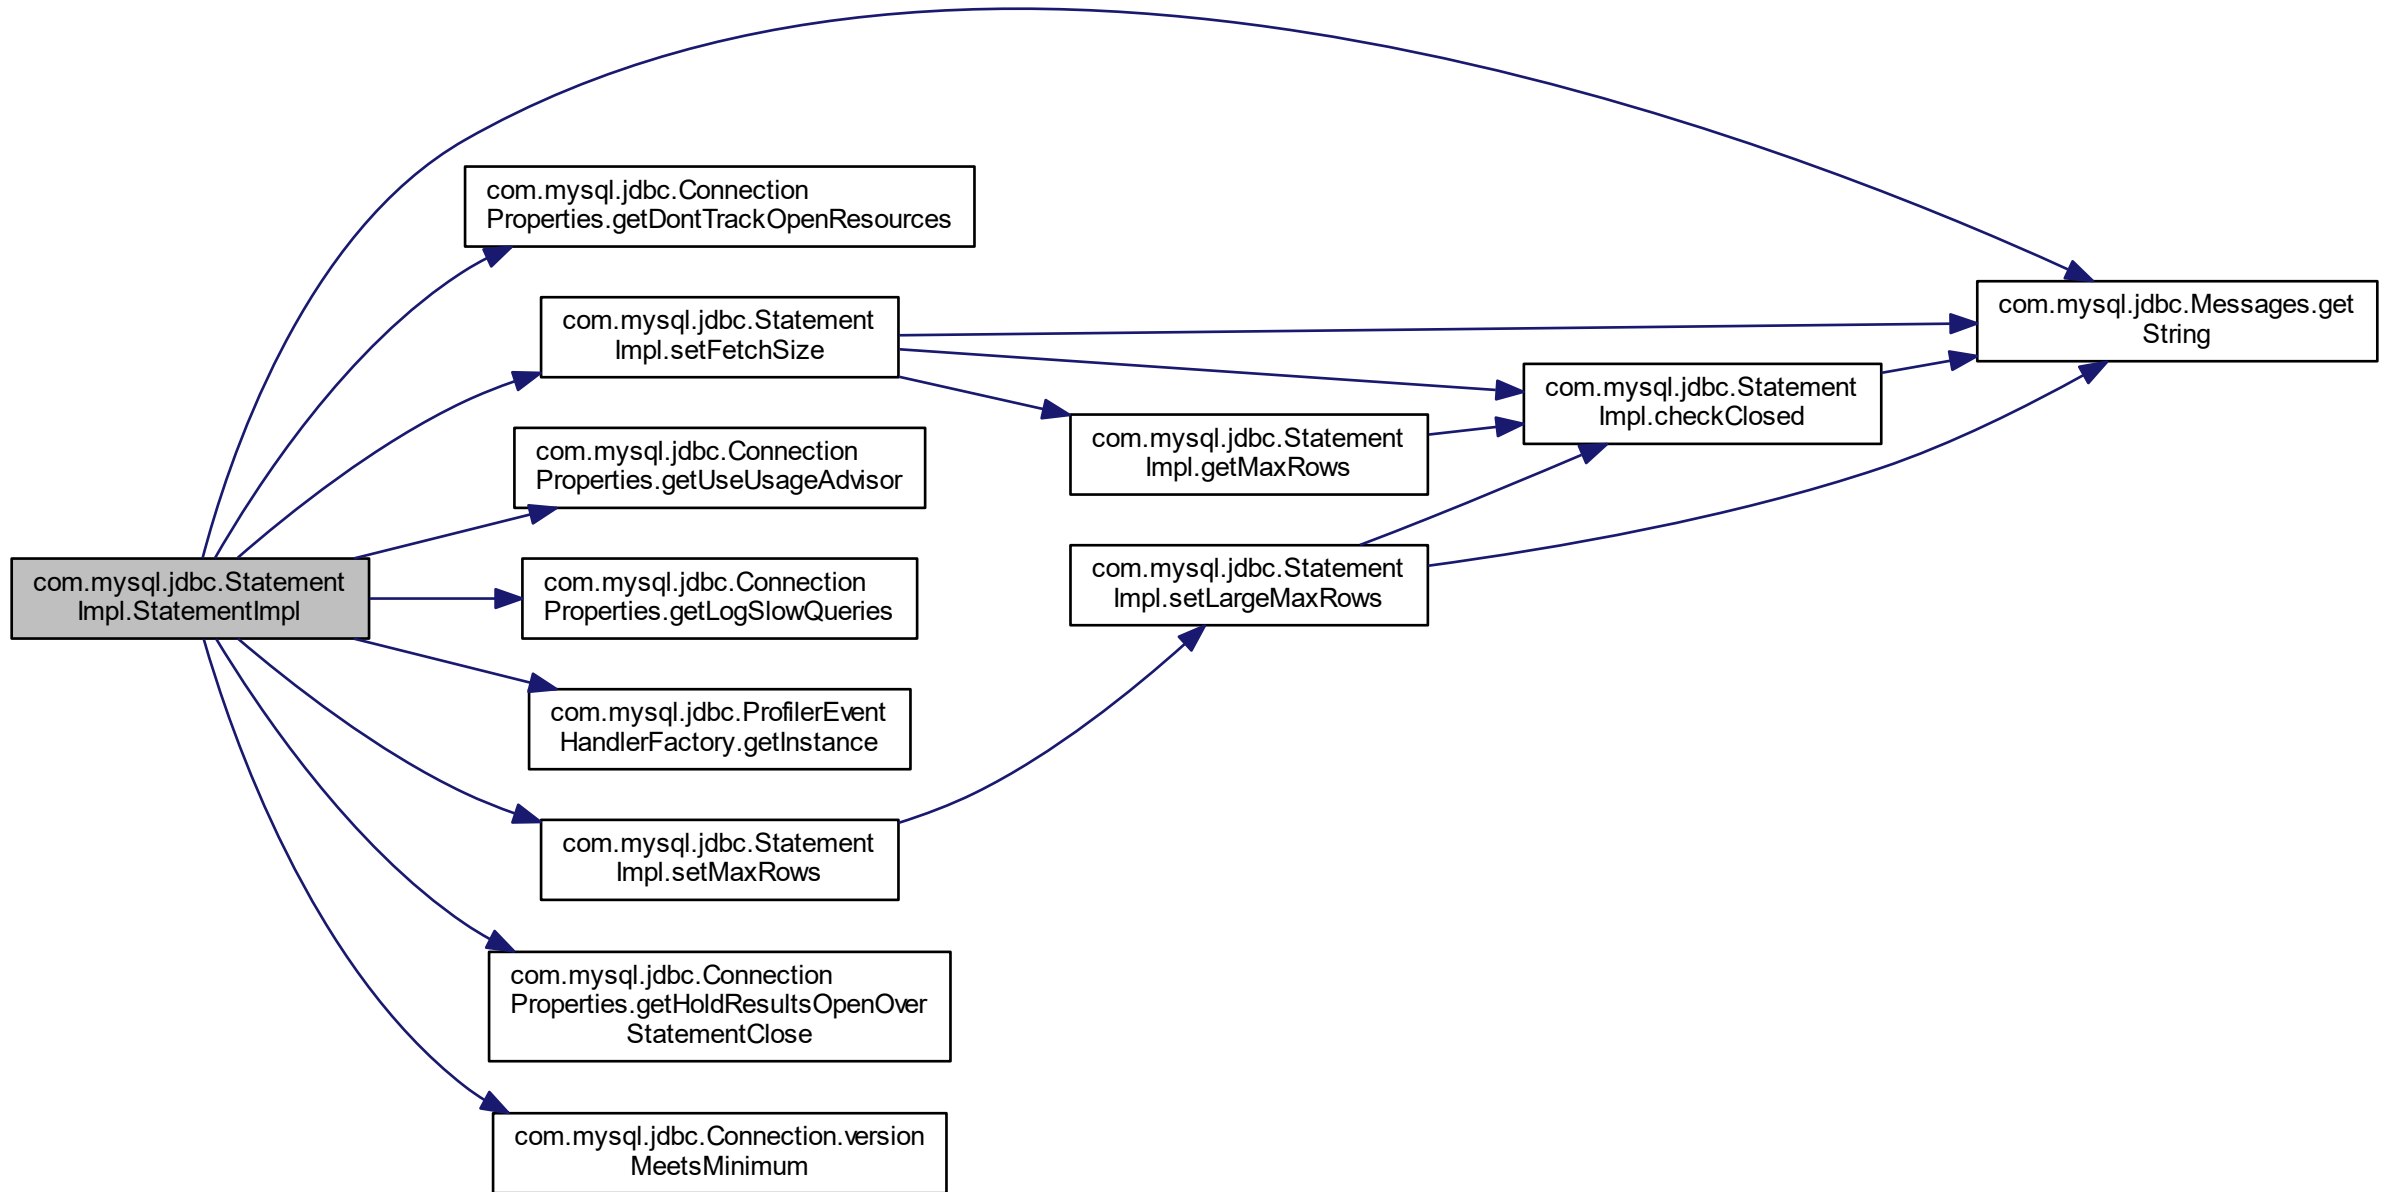 com.mysql.jdbc.Connection
Properties.getDontTrackOpenResources
com.mysql.jdbc.Messages.get
String
com.mysql.jdbc.Statement
Impl.setFetchSize
com.mysql.jdbc.Statement
Impl.checkClosed
com.mysql.jdbc.Statement
Impl.getMaxRows
com.mysql.jdbc.Connection
Properties.getUseUsageAdvisor
com.mysql.jdbc.Statement
Impl.setLargeMaxRows
com.mysql.jdbc.Statement
Impl.StatementImpl
com.mysql.jdbc.Connection
Properties.getLogSlowQueries
com.mysql.jdbc.ProfilerEvent
HandlerFactory.getInstance
com.mysql.jdbc.Statement
Impl.setMaxRows
com.mysql.jdbc.Connection
Properties.getHoldResultsOpenOver
StatementClose
com.mysql.jdbc.Connection.version
MeetsMinimum